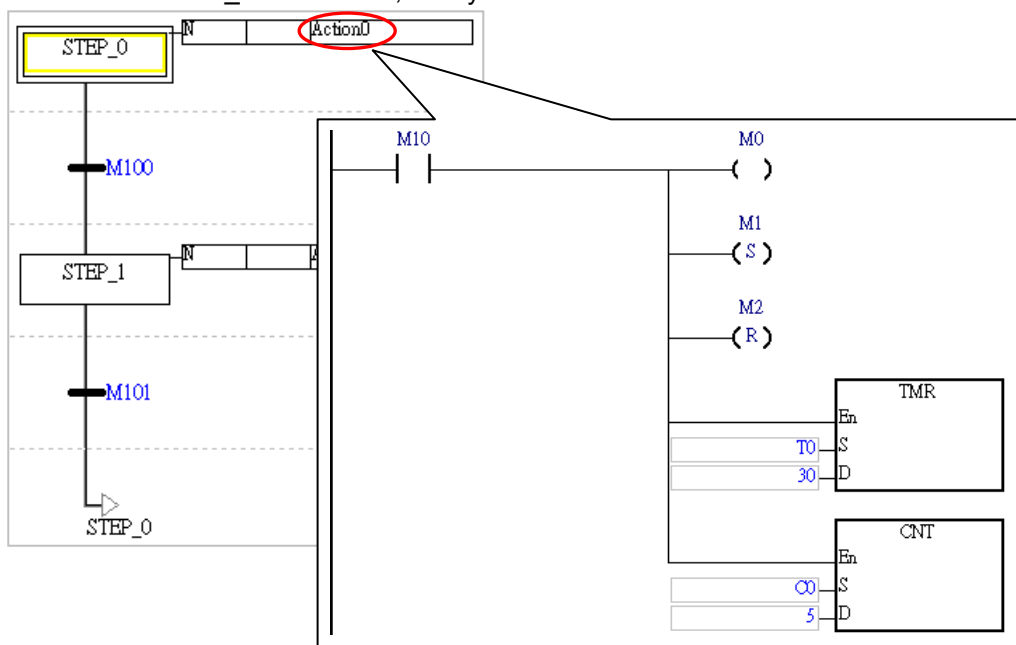 N Action0
STEP_0
M100
N
STEP_1
M101
STEP_0
M10 M0
M1
S
M2
R
TMR
En
T0 S
30 D
CNT
En
C0 S
5 D